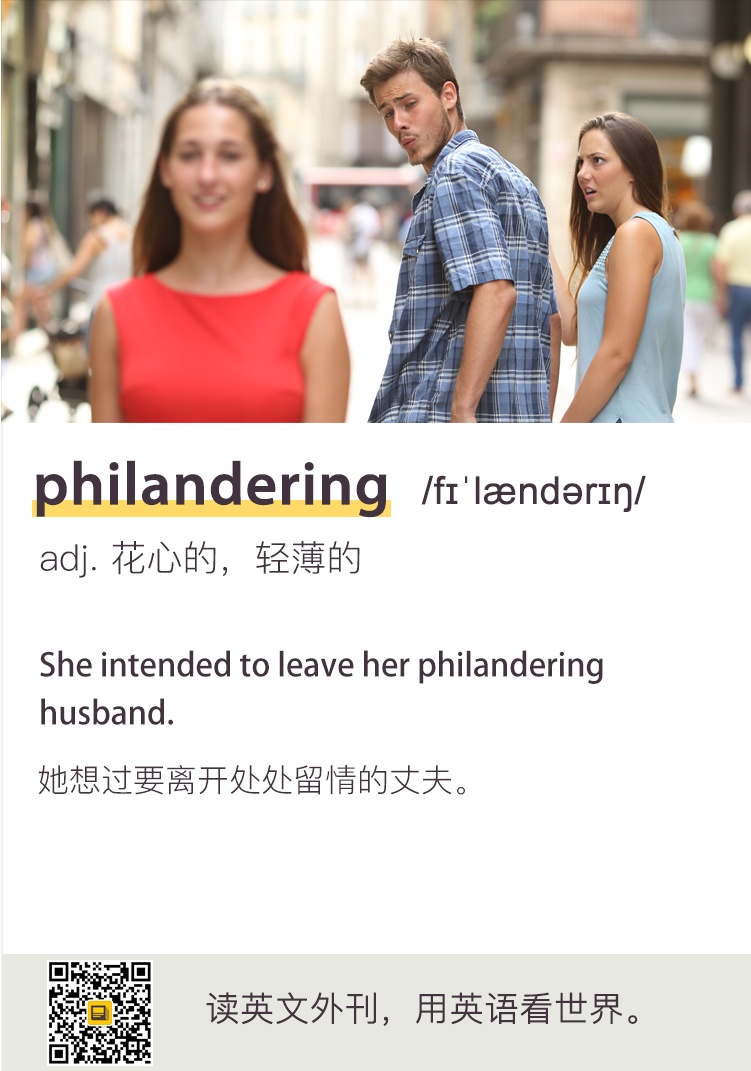 philandering /fɪˈlændərɪŋ/
adj. 花心的，轻薄的
She intended to leave her philandering
husband.
她想过要离开处处留情的丈夫。
读英文外刊，用英语看世界。